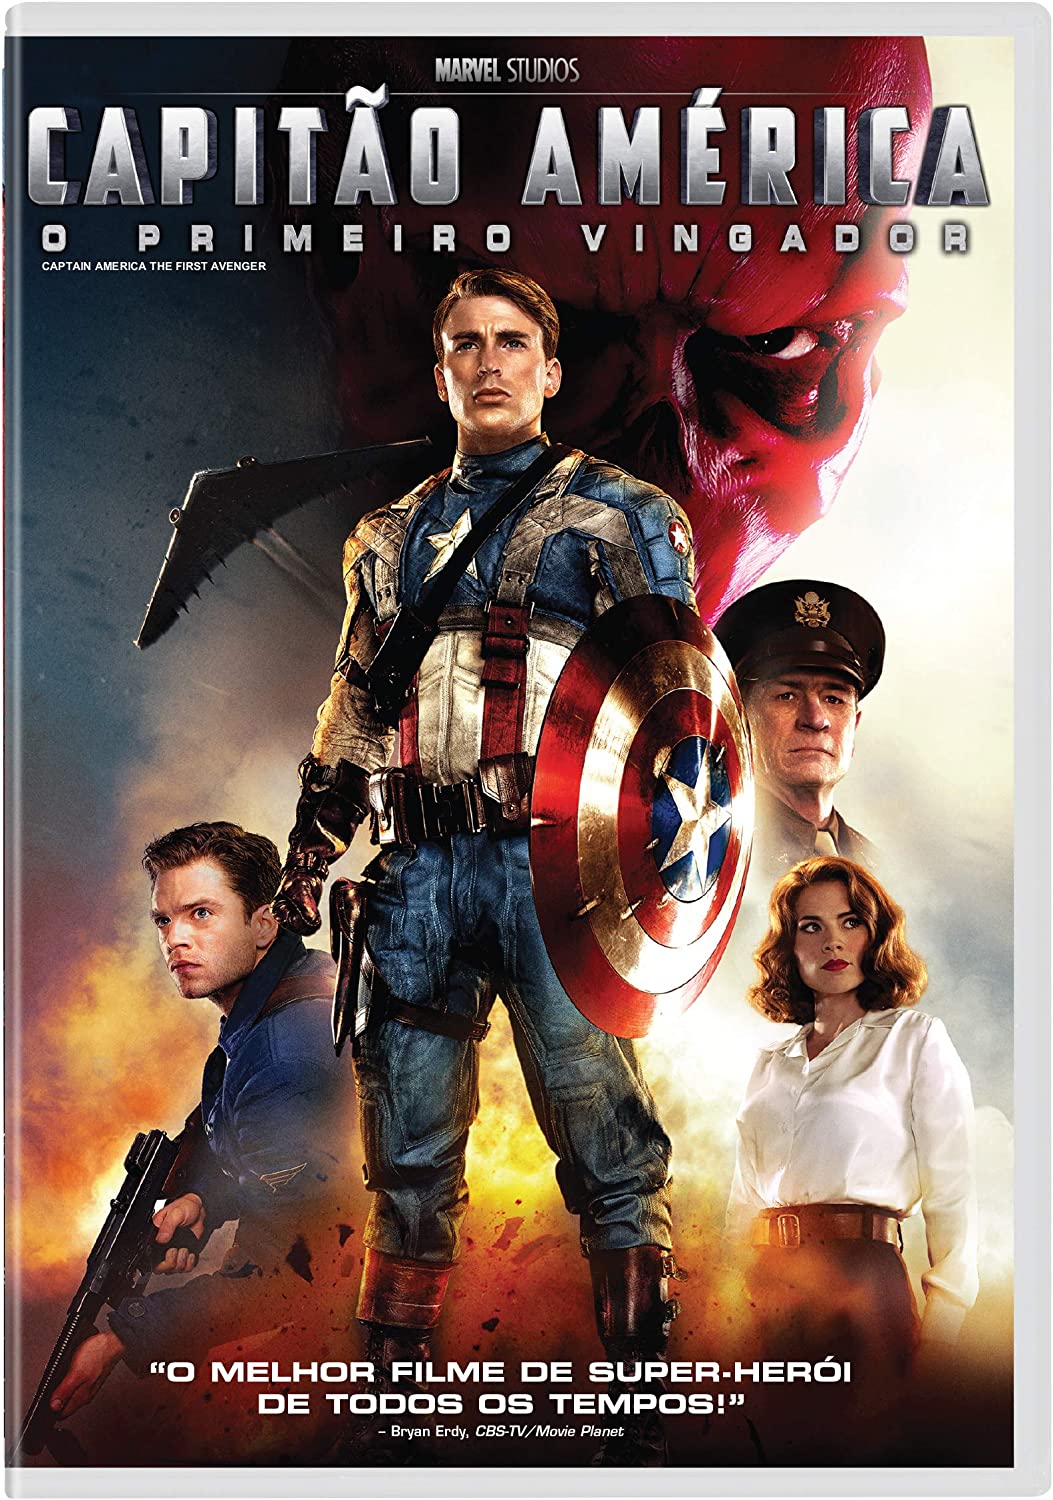 MARVEL STUDIOS
CAPITÃO AMÉRICA
O PRIMEIRO VINGADOR
CAPTAIN AMERICA THE FIRST AVENGER
“O MELHOR FILME DE SUPER-HERÓI
DE TODOS OS TEMPOS!”
– Bryan Erdy, CBS-TV/Movie Planet